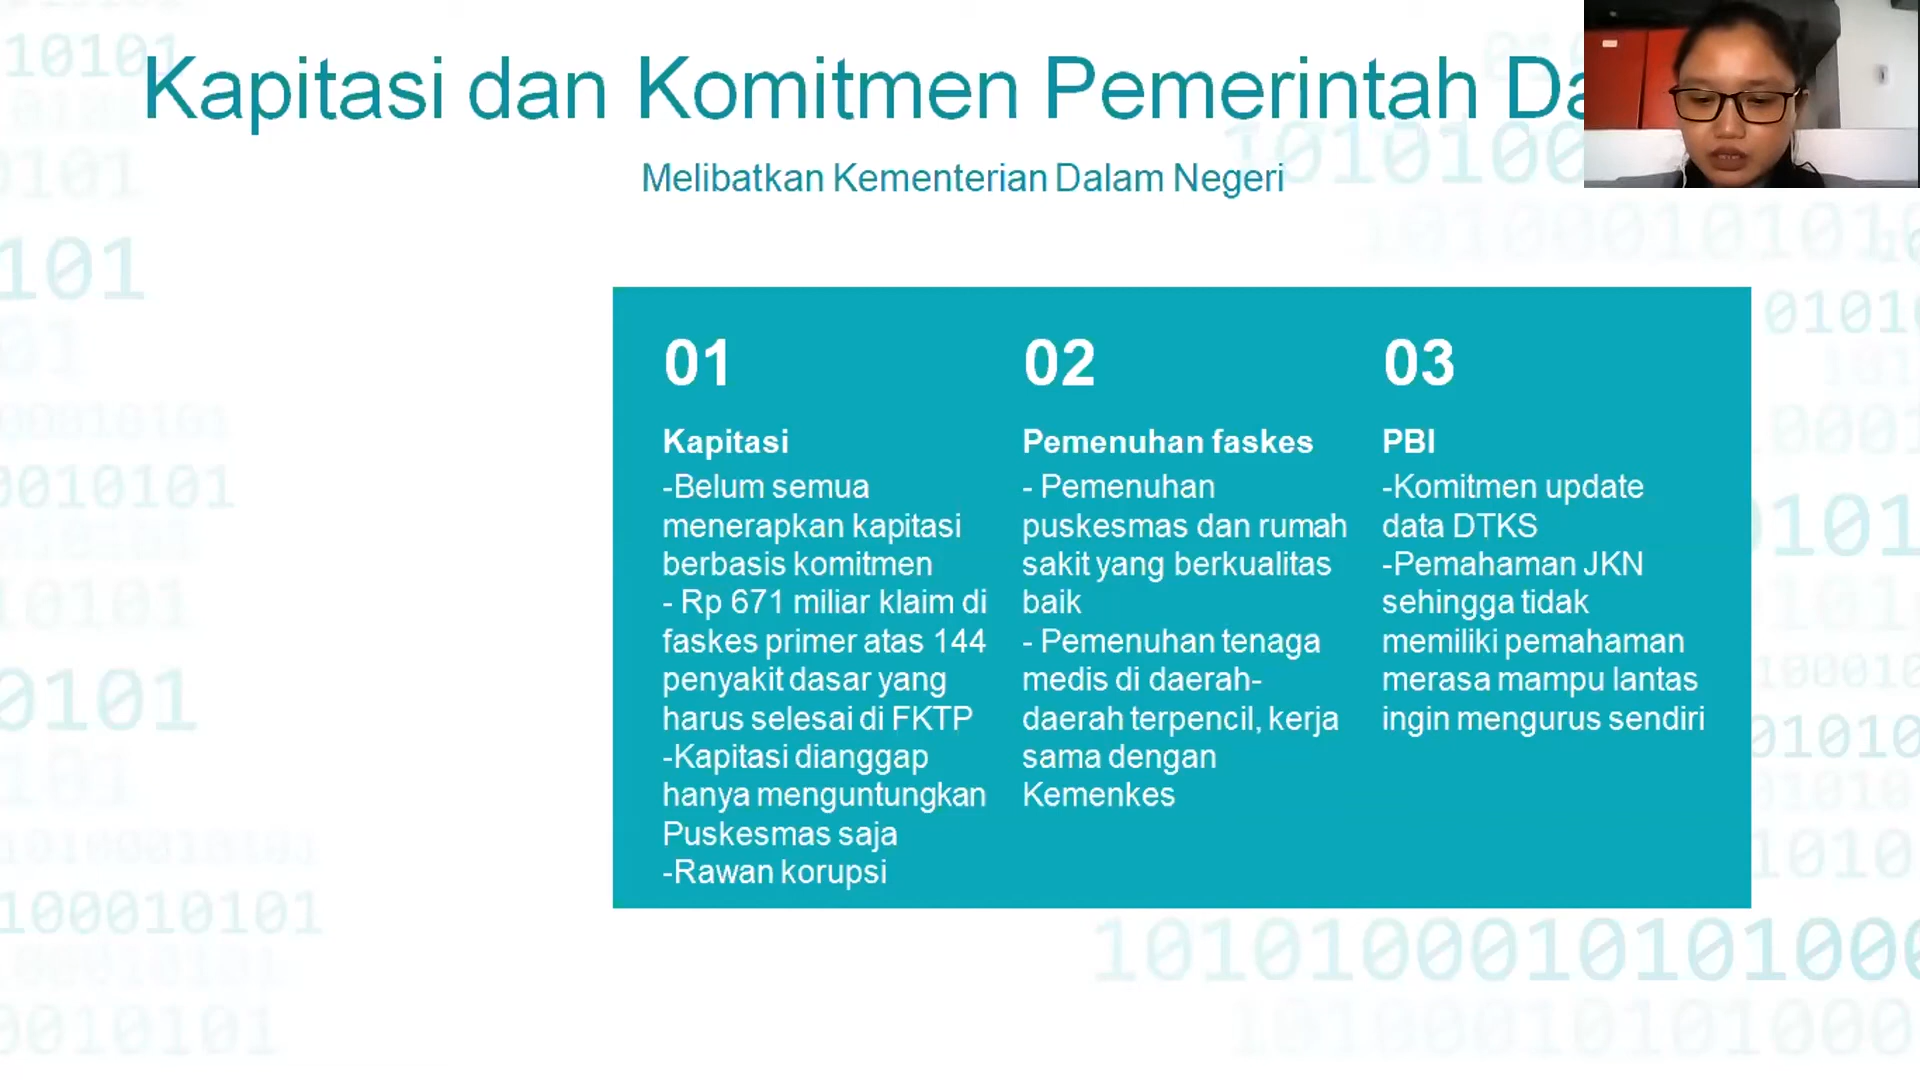 Kapitasi dan Komitmen Pemerintah Da
Melibatkan Kementerian Dalam Negeri
01
Kapitasi
-Belum semua
menerapkan kapitasi
berbasis komitmen
- Rp 671 miliar klaim di
faskes primer atas 144
penyakit dasar yang
harus selesai di FKTP
-Kapitasi dianggap
hanya menguntungkan
Puskesmas saja
-Rawan korupsi
02
Pemenuhan faskes
- Pemenuhan
puskesmas dan rumah
sakit yang berkualitas
baik
- Pemenuhan tenaga
medis di daerah-
daerah terpencil, kerja
sama dengan
Kemenkes
03
PBI
-Komitmen update
data DTKS
-Pemahaman JKN
sehingga tidak
memiliki pemahaman
merasa mampu lantas
ingin mengurus sendiri